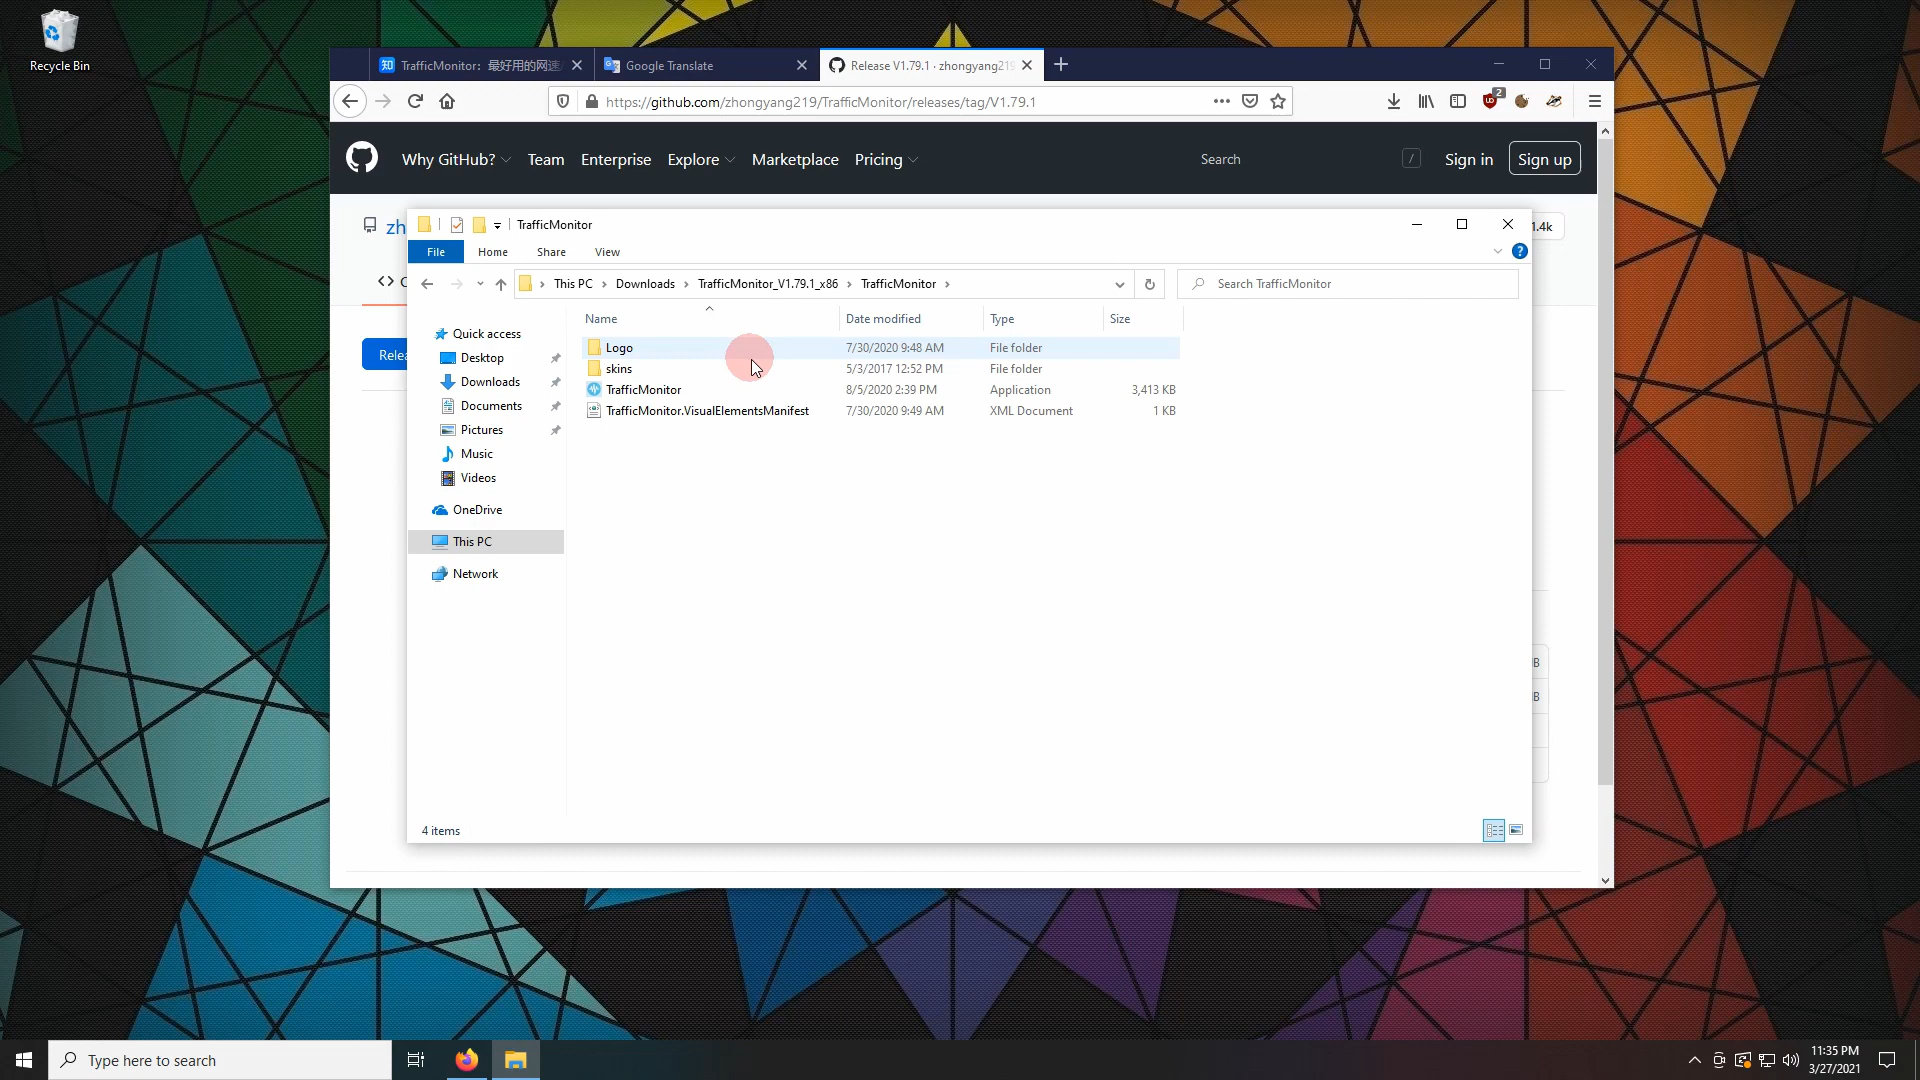 Recycle Bin
TrafficMonitor：最好用的网速
Google Translate
Release V1.79.1 · zhongyang219
https://github.com/zhongyang219/TrafficMonitor/releases/tag/V1.79.1
2
Why GitHub?
Team
Enterprise
Explore
Marketplace
Pricing
Search
/
Sign in
Sign up
zh
1.4k
TrafficMonitor
File
Home
Share
View
This PC
Downloads
TrafficMonitor_V1.79.1_x86
TrafficMonitor
Search TrafficMonitor
Name
Date modified
Type
Size
Quick access
Desktop
Downloads
Documents
Pictures
Music
Videos
OneDrive
This PC
Network
Logo 7/30/2020 9:48 AM File folder
skins 5/3/2017 12:52 PM File folder
TrafficMonitor 8/5/2020 2:39 PM Application 3,413 KB
TrafficMonitor.VisualElementsManifest 7/30/2020 9:49 AM XML Document 1 KB
Relea
B
B
4 items
Type here to search
11:35 PM
3/27/2021